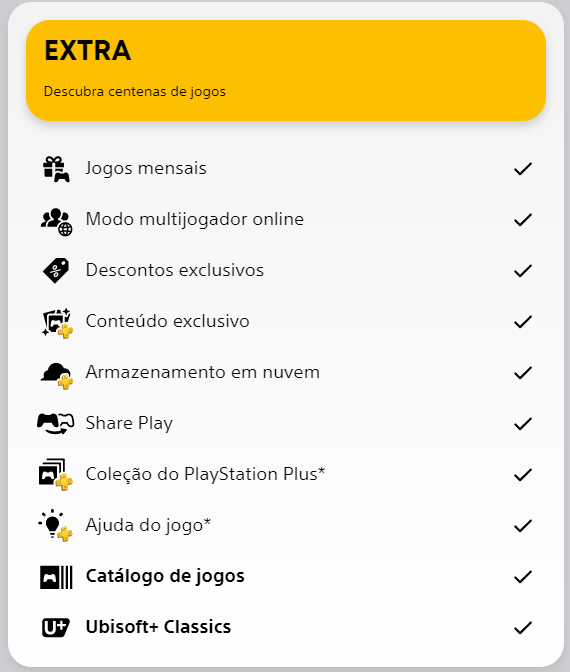 EXTRA
Descubra centenas de jogos
Jogos mensais
Modo multijogador online
Descontos exclusivos
Conteúdo exclusivo
Armazenamento em nuvem
Share Play
Coleção do PlayStation Plus*
Ajuda do jogo*
Catálogo de jogos
U+ Ubisoft+ Classics